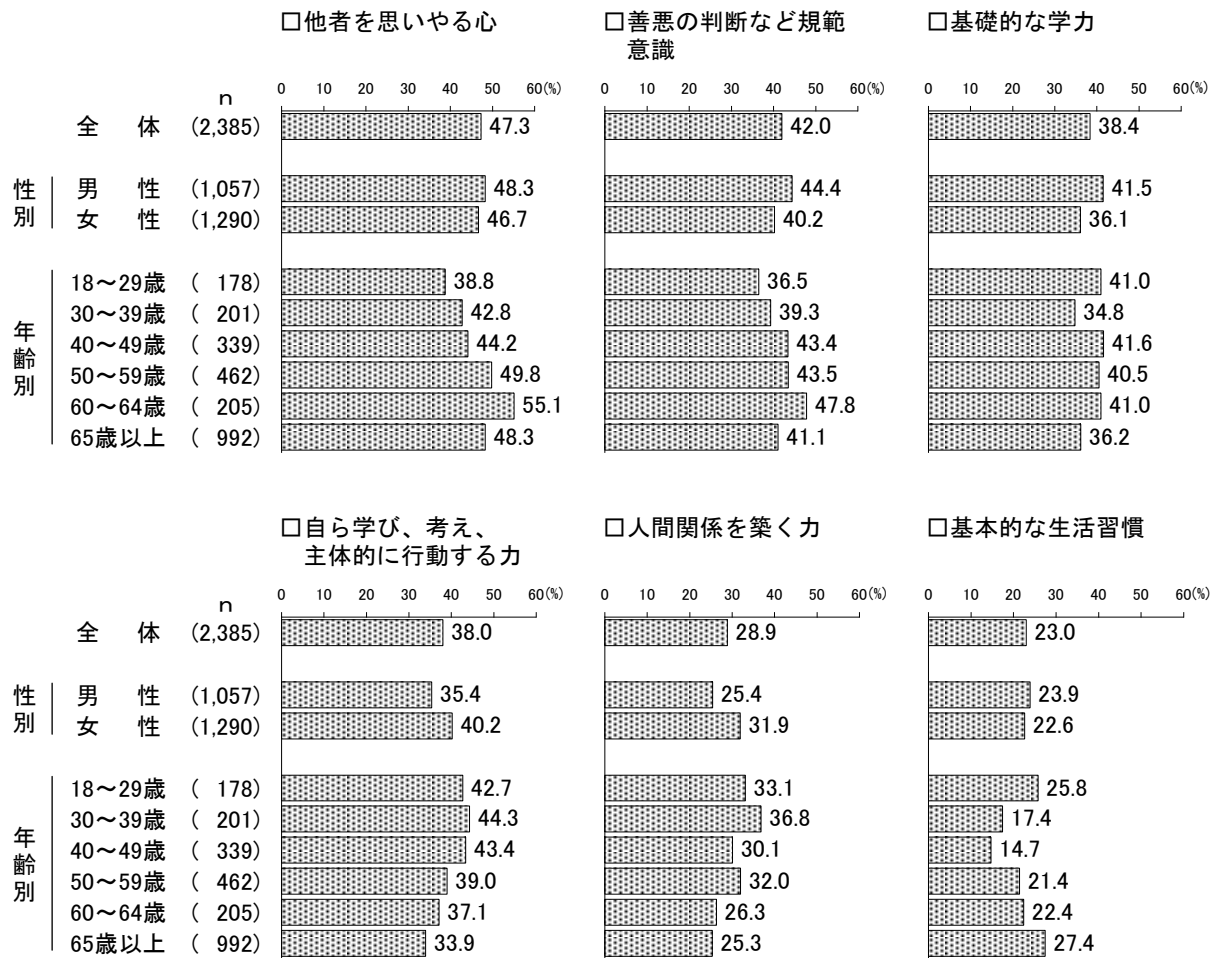 □他者を思いやる心 □善悪の判断など規範 □基礎的な学力
意識
0 10 20 30 40 50 60(%) 0 10 20 30 40 50 60(%) 0 10 20 30 40 50 60(%)
n
全 体 (2,385) 47.3 42.0 38.4
性別
男 性 (1,057) 48.3 44.4 41.5
女 性 (1,290) 46.7 40.2 36.1
年齢別
18～29歳 ( 178) 38.8 36.5 41.0
30～39歳 ( 201) 42.8 39.3 34.8
40～49歳 ( 339) 44.2 43.4 41.6
50～59歳 ( 462) 49.8 43.5 40.5
60～64歳 ( 205) 55.1 47.8 41.0
65歳以上 ( 992) 48.3 41.1 36.2
□自ら学び、考え、 □人間関係を築く力 □基本的な生活習慣
主体的に行動する力
0 10 20 30 40 50 60(%) 0 10 20 30 40 50 60(%) 0 10 20 30 40 50 60(%)
n
全 体 (2,385) 38.0 28.9 23.0
性別
男 性 (1,057) 35.4 25.4 23.9
女 性 (1,290) 40.2 31.9 22.6
年齢別
18～29歳 ( 178) 42.7 33.1 25.8
30～39歳 ( 201) 44.3 36.8 17.4
40～49歳 ( 339) 43.4 30.1 14.7
50～59歳 ( 462) 39.0 32.0 21.4
60～64歳 ( 205) 37.1 26.3 22.4
65歳以上 ( 992) 33.9 25.3 27.4